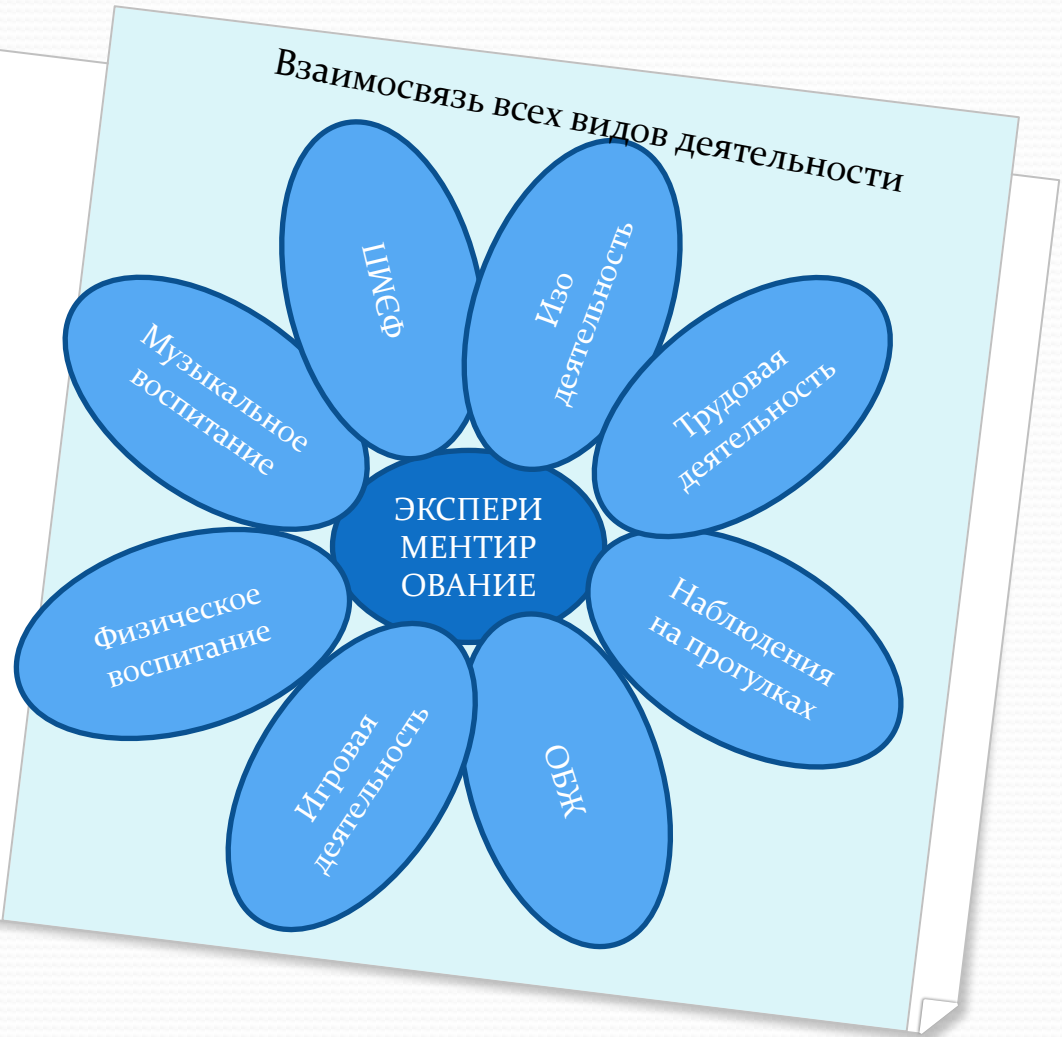 Взаимосвязь всех видов деятельности
ФЭМП
Изо
деятельность
Музыкальное
воспитание
Трудовая
деятельность
ЭКСПЕРИ
МЕНТИР
ОВАНИЕ
Физическое
воспитание
Наблюдения
на прогулках
Игровая
деятельность
ОБЖ